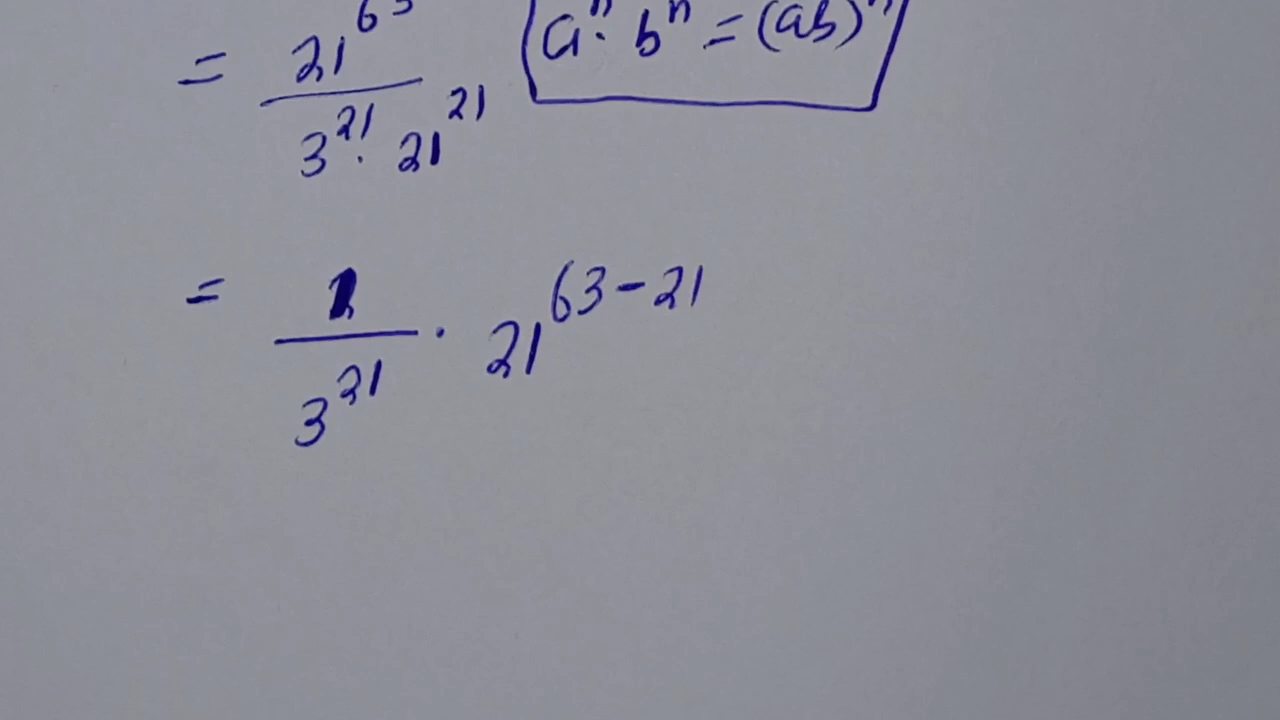 = 21^63 / (3^21 · 21^21)
a^n · b^n = (ab)^n
= 1 / 3^21 · 21^(63-21)